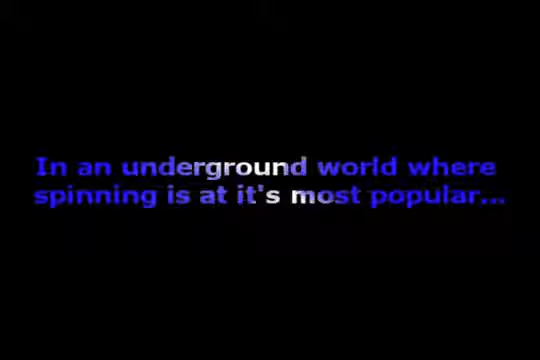 In an underground world where
spinning is at it's most popular...